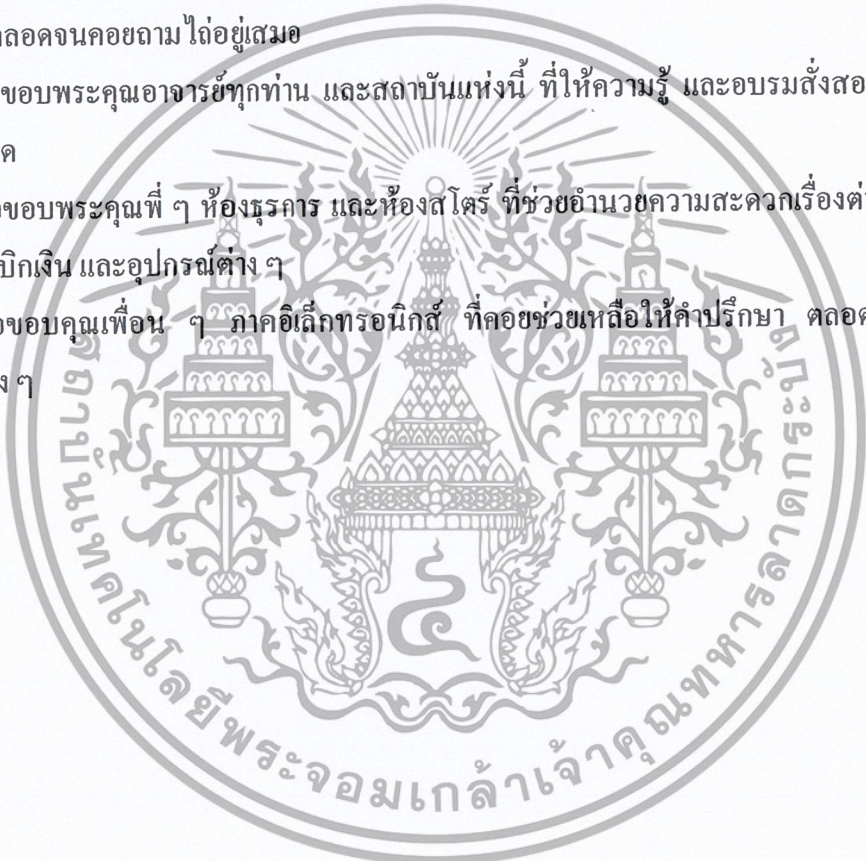 ตลอดจนคอยถามไถ่อยู่เสมอ
ขอบพระคุณอาจารย์ทุกท่าน และสถาบันแห่งนี้ ที่ให้ความรู้ และอบรมสั่งสอ
ด
ขอบพระคุณพี่ ๆ ห้องธุรการ และห้องสโตร์ ที่ช่วยอำนวยความสะดวกเรื่องต่
เบิกเงิน และอุปกรณ์ต่าง ๆ
ขอขอบคุณเพื่อน ๆ ภาคอิเล็กทรอนิกส์ ที่คอยช่วยเหลือให้คำปรึกษา ตลอด
ง ๆ
สถาบันเทคโนโลยีพระจอมเกล้าเจ้าคุณทหารลาดกระบัง
๔